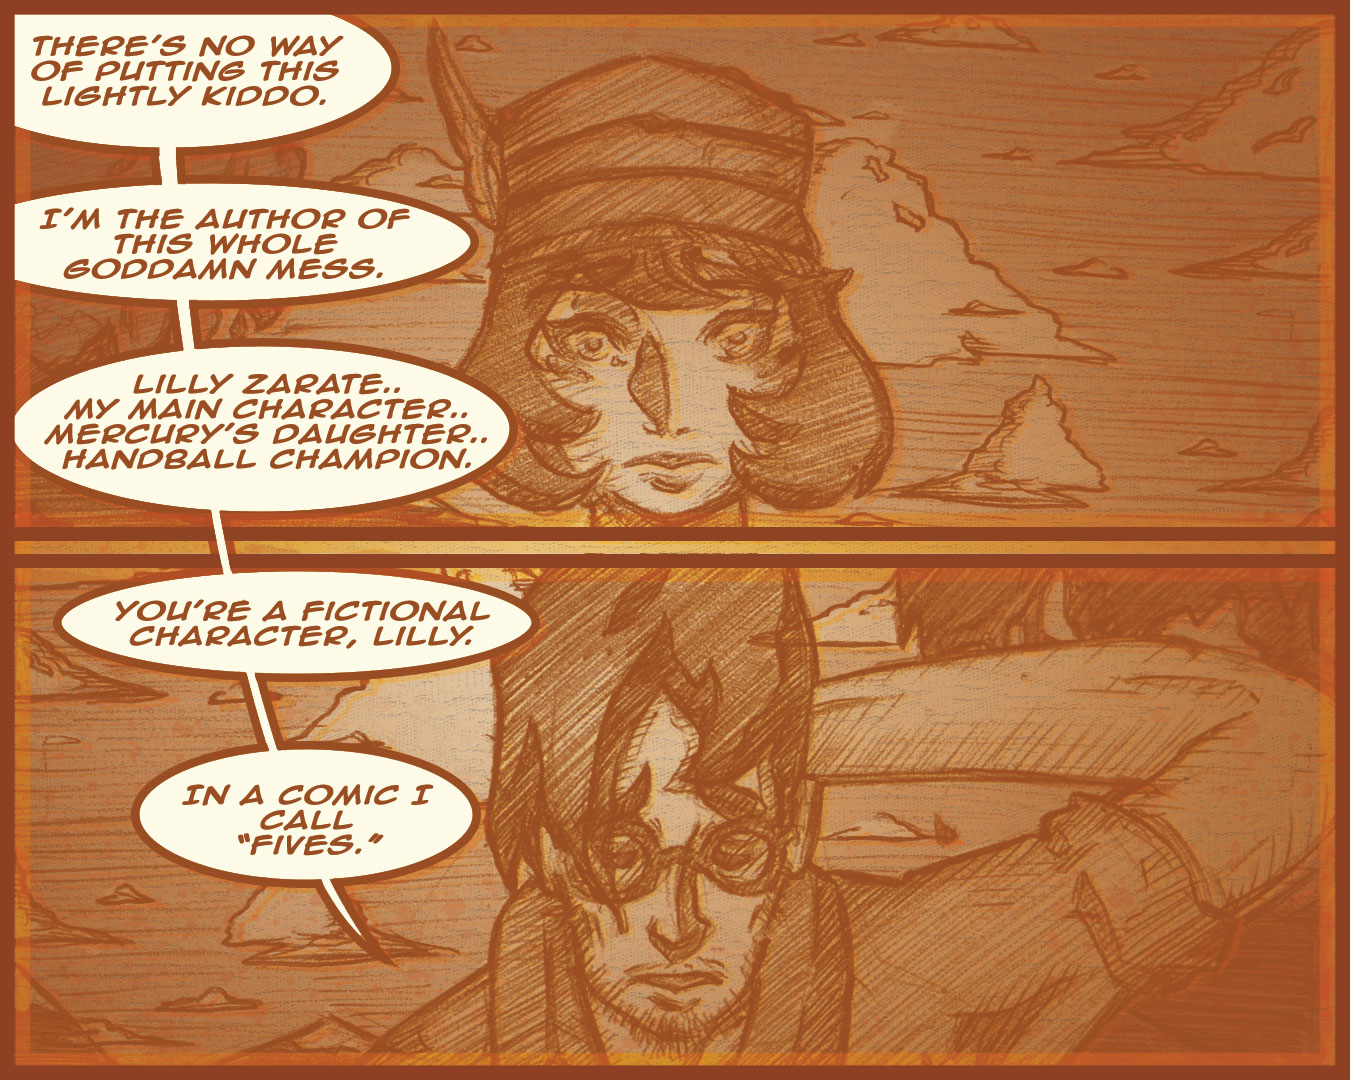 THERE'S NO WAY
OF PUTTING THIS
LIGHTLY KIDDO.
I'M THE AUTHOR OF
THIS WHOLE
GODDAMN MESS.
LILLY ZARATE..
MY MAIN CHARACTER..
MERCURY'S DAUGHTER..
HANDBALL CHAMPION.
YOU'RE A FICTIONAL
CHARACTER, LILLY.
IN A COMIC I
CALL
"FIVES."